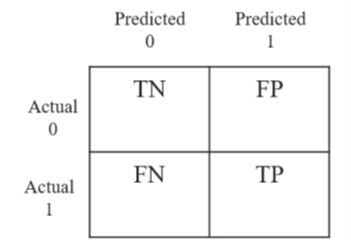 Predicted Predicted
0 1
TN FP
Actual
0
FN TP
Actual
1